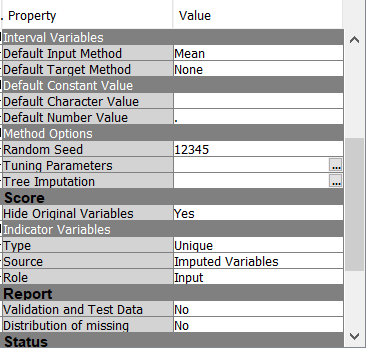 . Property Value
Interval Variables
Default Input Method Mean
Default Target Method None
Default Constant Value
Default Character Value
Default Number Value .
Method Options
Random Seed 12345
Tuning Parameters ...
Tree Imputation ...
Score
Hide Original Variables Yes
Indicator Variables
Type Unique
Source Imputed Variables
Role Input
Report
Validation and Test Data No
Distribution of missing No
Status